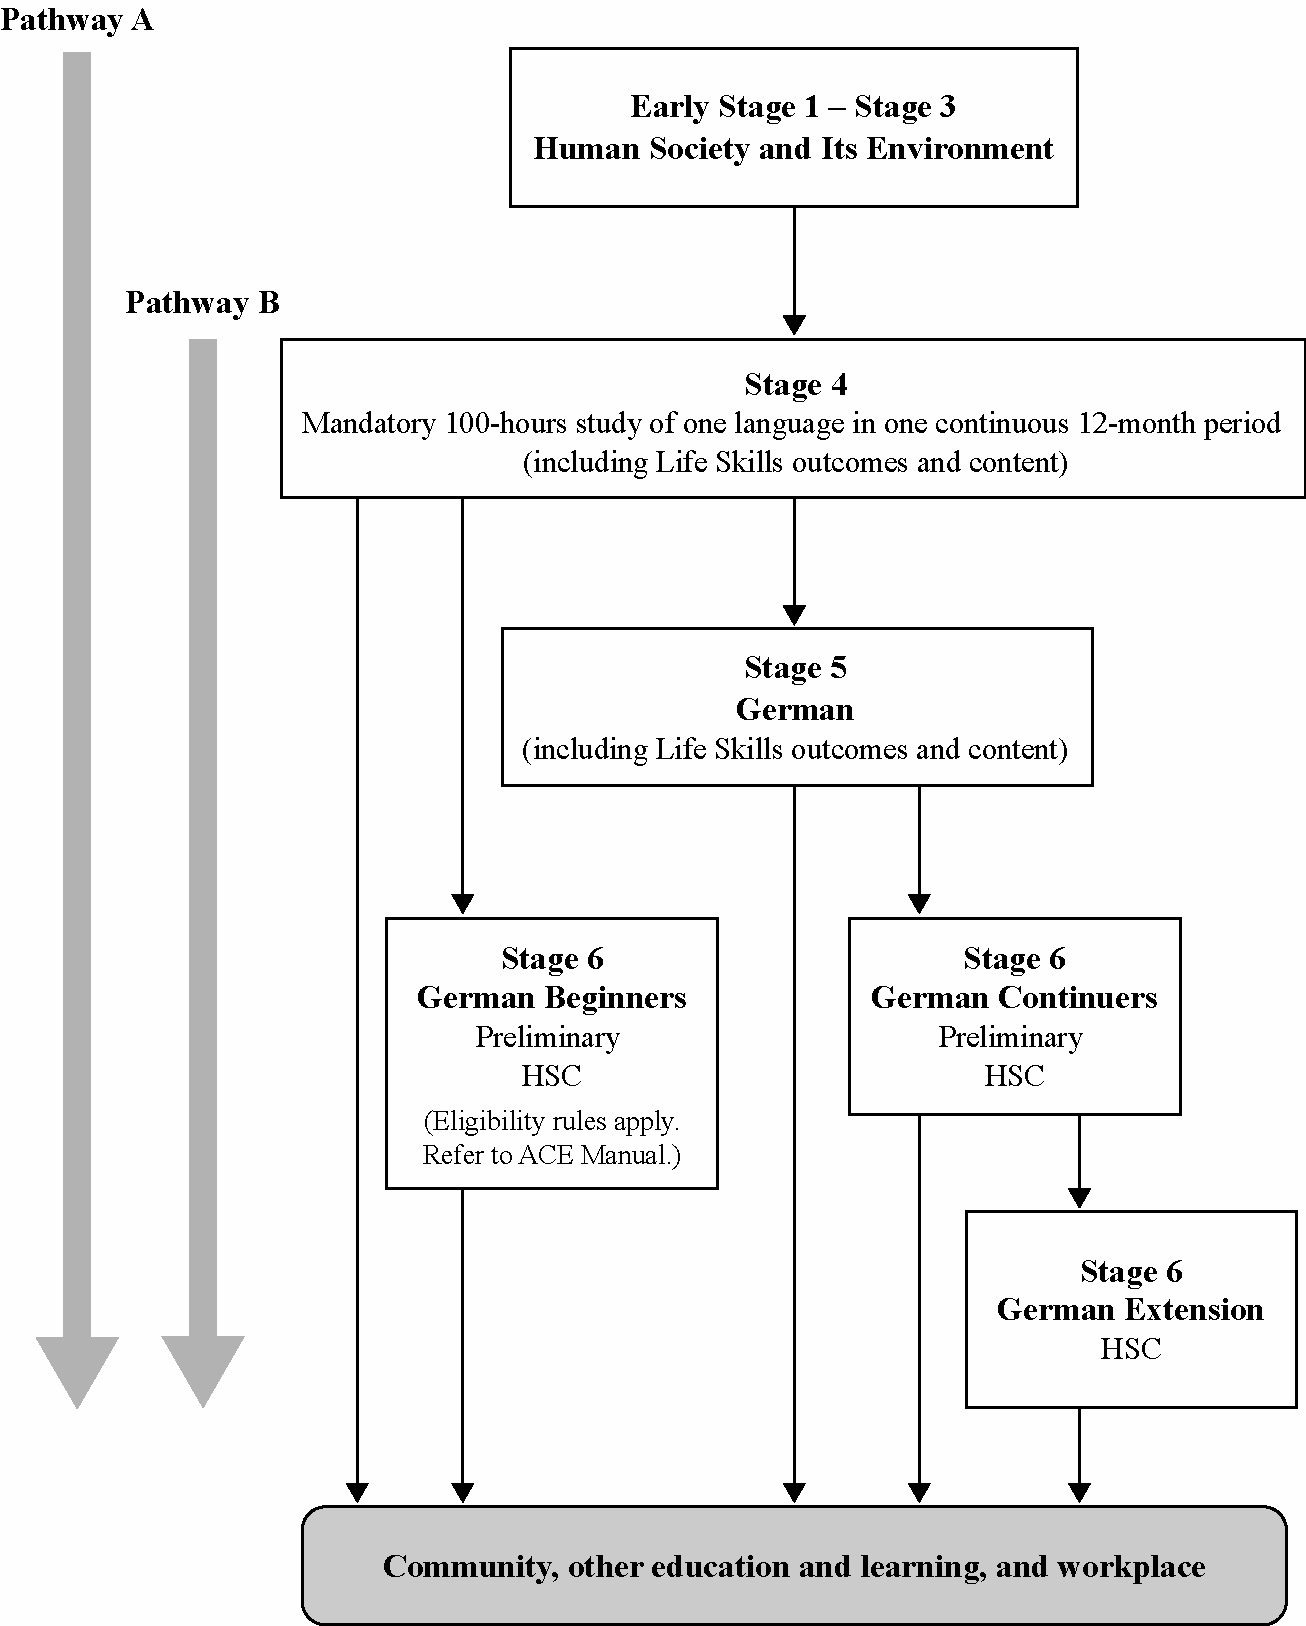 Pathway A
Early Stage 1 – Stage 3
Human Society and Its Environment
Pathway B
Stage 4
Mandatory 100-hours study of one language in one continuous 12-month period
(including Life Skills outcomes and content)
Stage 5
German
(including Life Skills outcomes and content)
Stage 6
German Beginners
Preliminary
HSC
(Eligibility rules apply.
Refer to ACE Manual.)
Stage 6
German Continuers
Preliminary
HSC
Stage 6
German Extension
HSC
Community, other education and learning, and workplace